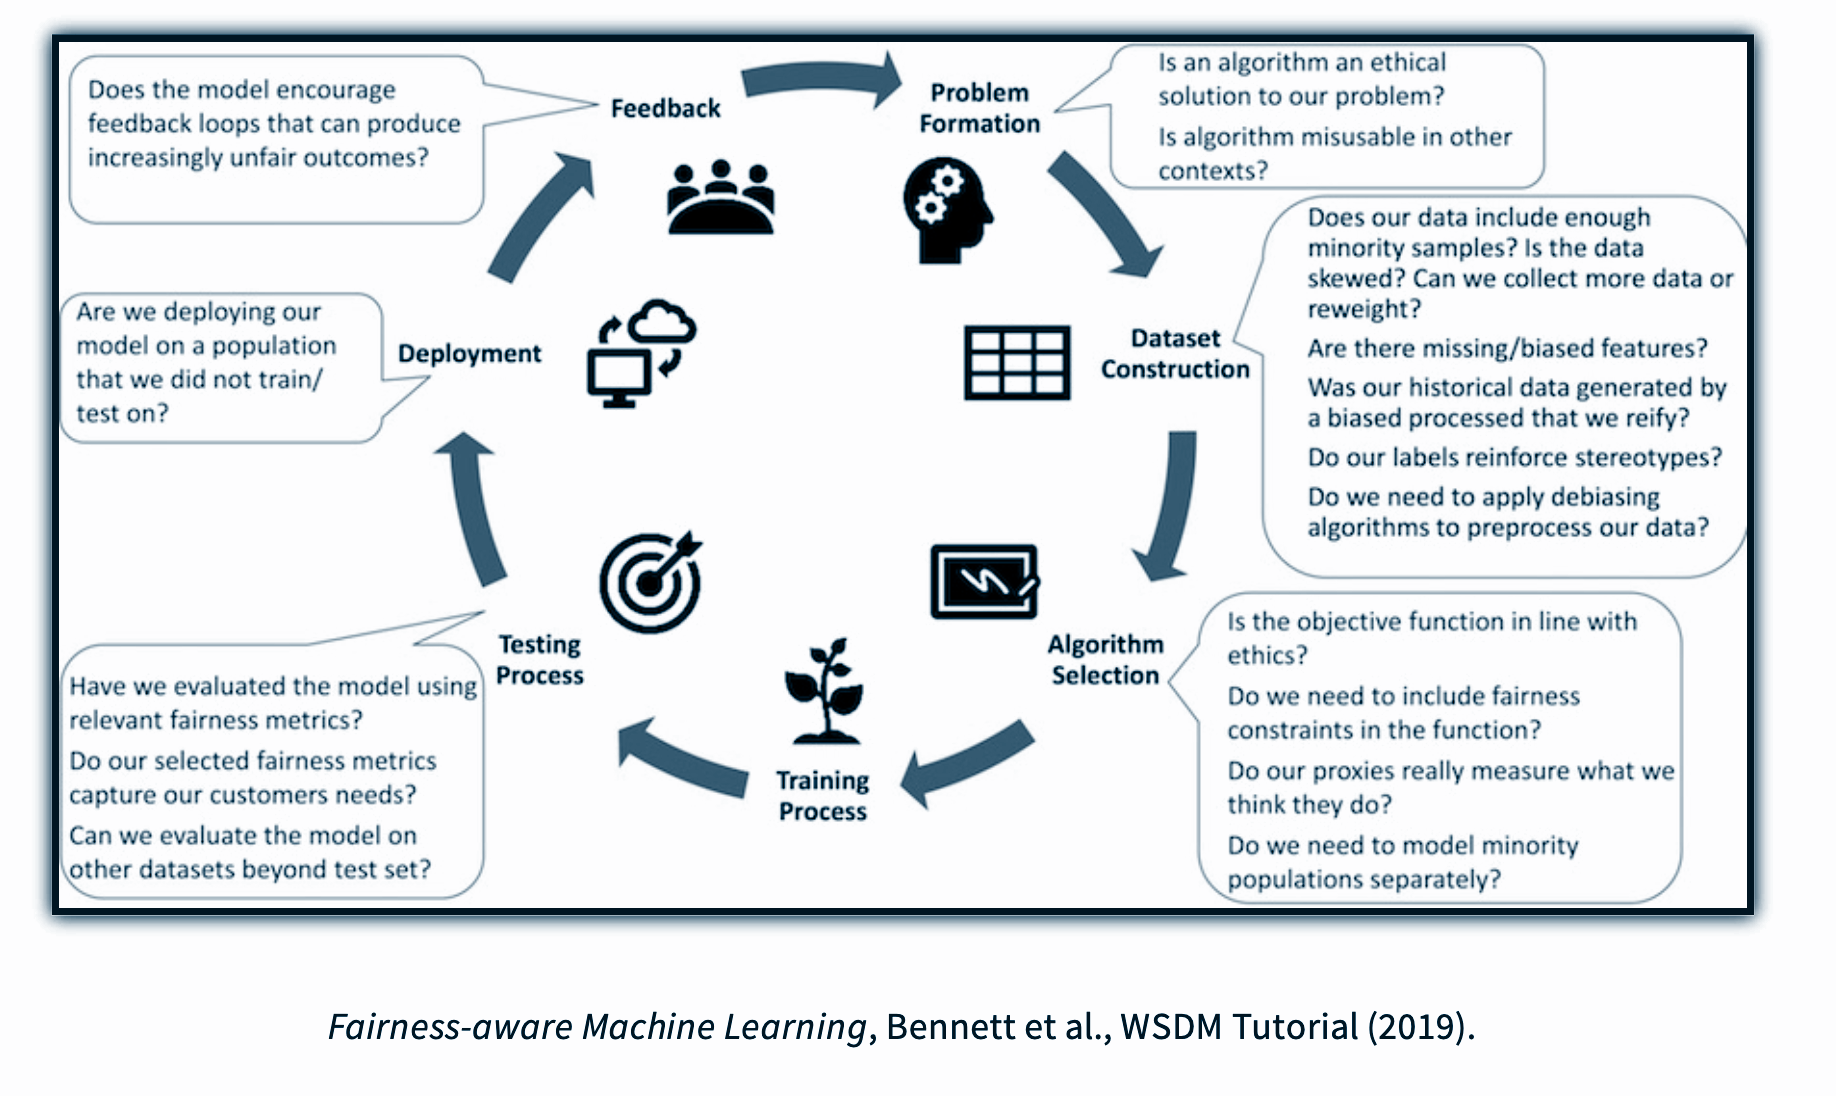 Does the model encourage
feedback loops that can produce
increasingly unfair outcomes?
Feedback
Problem
Formation
Is an algorithm an ethical
solution to our problem?
Is algorithm misusable in other
contexts?
Does our data include enough
minority samples? Is the data
skewed? Can we collect more data or
reweight?
Are there missing/biased features?
Was our historical data generated by
a biased processed that we reify?
Do our labels reinforce stereotypes?
Do we need to apply debiasing
algorithms to preprocess our data?
Dataset
Construction
Are we deploying our
model on a population
that we did not train/
test on?
Deployment
Algorithm
Selection
Is the objective function in line with
ethics?
Do we need to include fairness
constraints in the function?
Do our proxies really measure what we
think they do?
Do we need to model minority
populations separately?
Testing
Process
Have we evaluated the model using
relevant fairness metrics?
Do our selected fairness metrics
capture our customers needs?
Can we evaluate the model on
other datasets beyond test set?
Training
Process
Fairness-aware Machine Learning, Bennett et al., WSDM Tutorial (2019).